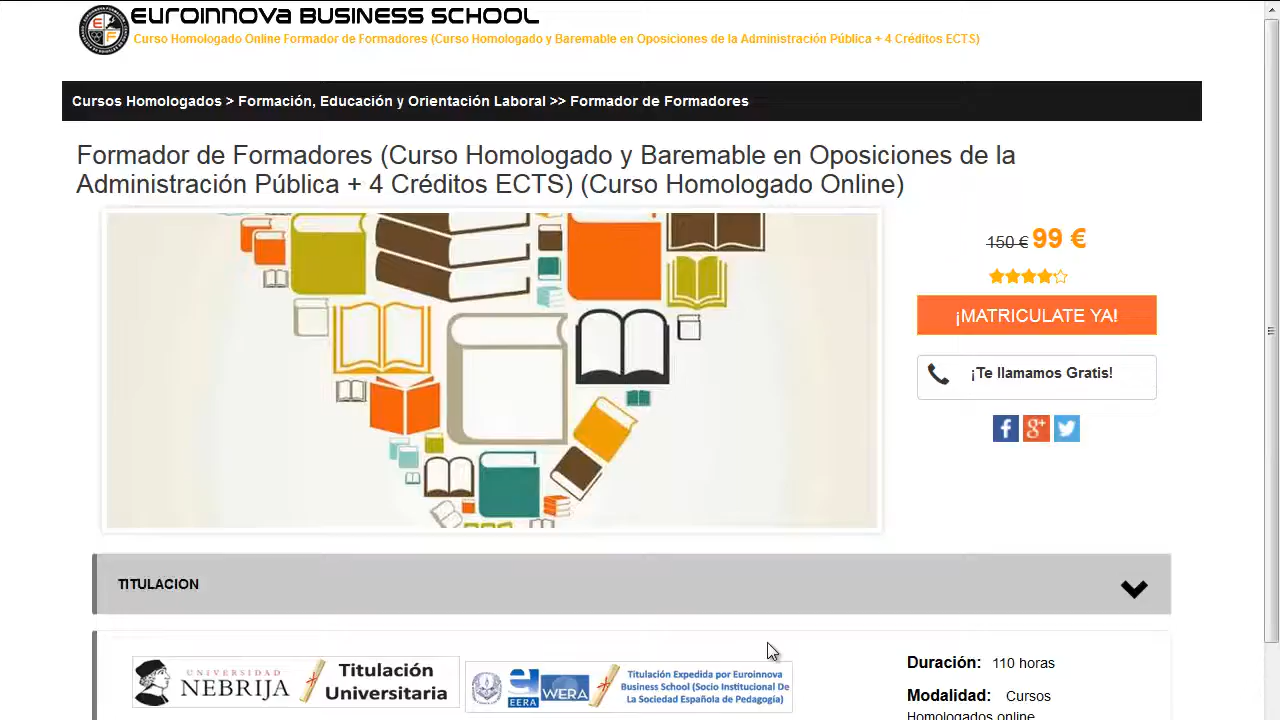 EUROINNOVA BUSINESS SCHOOL
Curso Homologado Online Formador de Formadores (Curso Homologado y Baremable en Oposiciones de la Administración Pública + 4 Créditos ECTS)
Cursos Homologados > Formación, Educación y Orientación Laboral >> Formador de Formadores
Formador de Formadores (Curso Homologado y Baremable en Oposiciones de la
Administración Pública + 4 Créditos ECTS) (Curso Homologado Online)
150 € 99 €
¡MATRICULATE YA!
¡Te llamamos Gratis!
TITULACION
UNIVERSIDAD
NEBRIJA
Titulación
Universitaria
EERA
WERA
Titulación Expedida por Euroinnova
Business School (Socio Institucional De
La Sociedad Española de Pedagogía)
Duración: 110 horas
Modalidad: Cursos
Homologados online